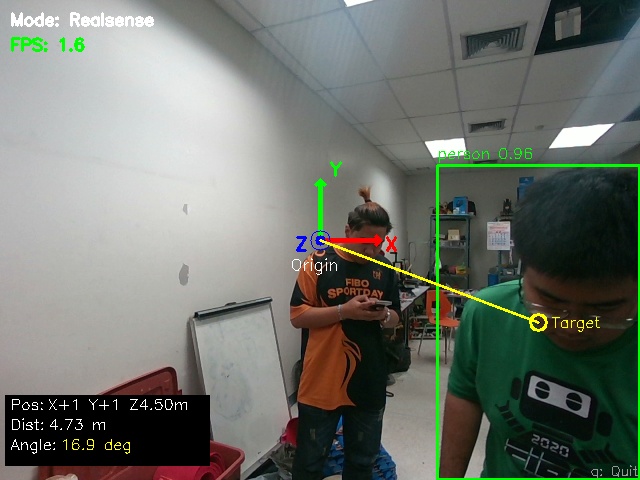 Mode: Realsense
FPS: 1.6
person 0.96
Y
Z
X
Origin
FIBO
SPORTDAY
Target
Pos: X+1 Y+1 Z4.50m
Dist: 4.73 m
Angle: 16.9 deg
2020
q: Quit